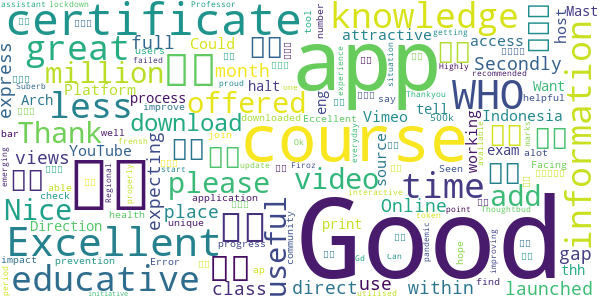 assistant lockdown
Professor
certificate
knowledge
information
host
Mast
express
great
full
Could
tool
number
attractive
access
users
failed
million
month
Secondly
app
Platform
proud
one
experience
getting
situation
Highly
recommended
Arch
process
halt
eng
less
offered
improve
downloaded
Eccellent
Thankyou
say
500k
WHO
Want
helpful
bar
Thank
well
download
Vimeo
tell
Indonesia
emerging
views
YouTube
expecting
join
frensh
Ok
course
source
everyday
working
exam
alot
marks
available
Regional
able
check
please
update
Firoz
video
time
Facing
Seen
Nice
properly
start
application
interactive
add
Direction
health
place
unique
Online
token
Thoughtbud
Good
Excellent
useful
community
progress
print
point
pandemic
improving
gap
impact
prevention
Error
Gd
Can
hope
thh
educative
class
ap
direct
use
within
find
launched
period
initiative
utilised